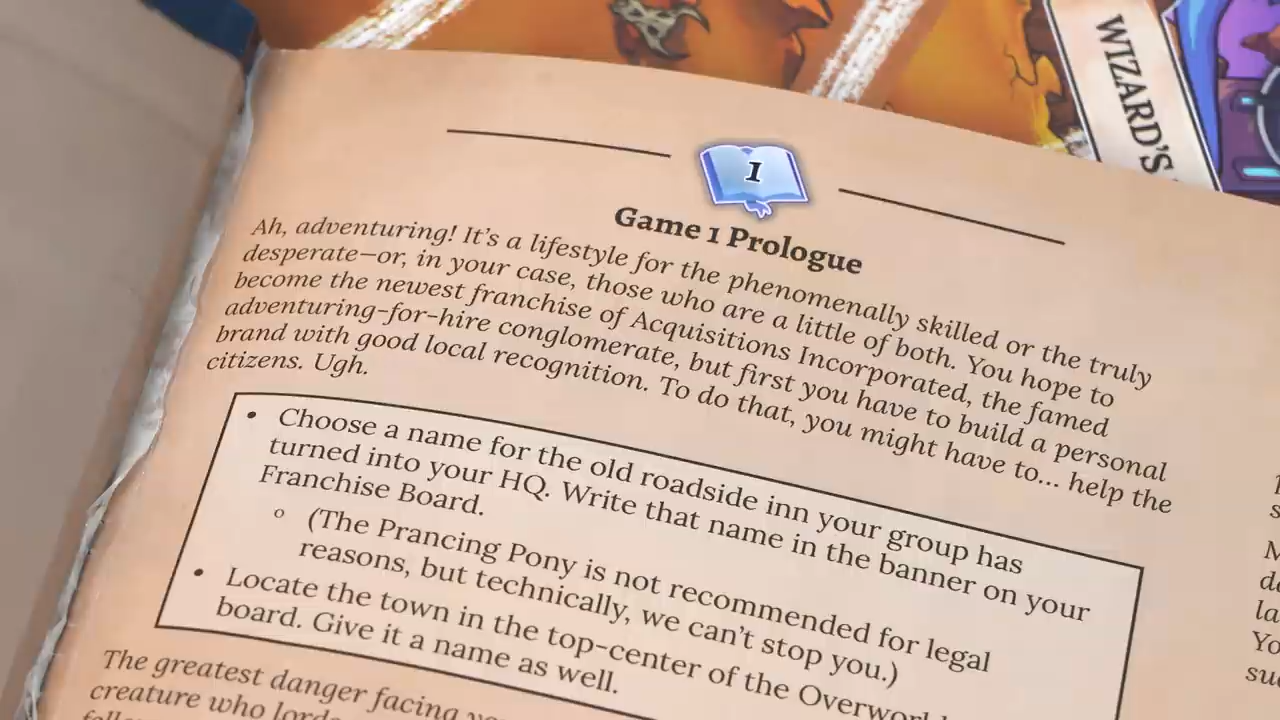 WIZARD'S
1
Game 1 Prologue
Ah, adventuring! It's a lifestyle for the phenomenally skilled or the truly
desperate—or, in your case, those who are a little of both. You hope to
become the newest franchise of Acquisitions Incorporated, the famed
adventuring-for-hire conglomerate, but first you have to build a personal
brand with good local recognition. To do that, you might have to... help the
citizens. Ugh.
• Choose a name for the old roadside inn your group has
turned into your HQ. Write that name in the banner on your
Franchise Board.
o (The Prancing Pony is not recommended for legal
reasons, but technically, we can't stop you.)
• Locate the town in the top-center of the Overworld
board. Give it a name as well.
The greatest danger facing
creature who